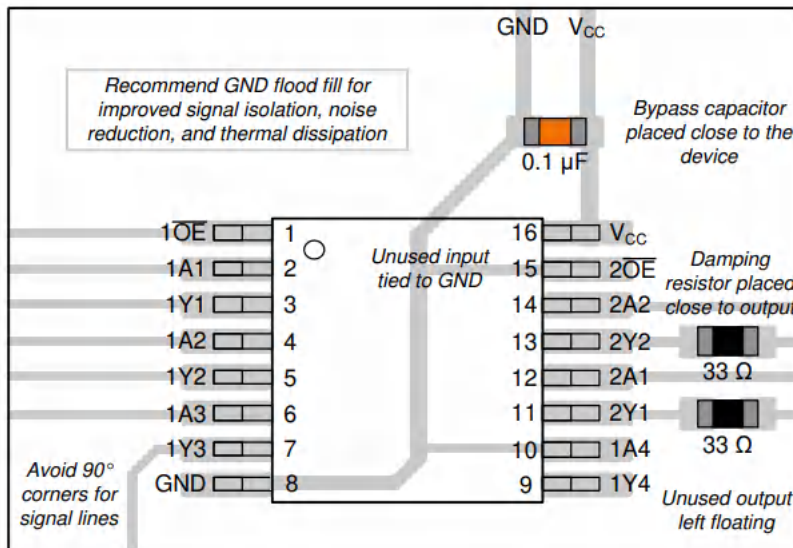 GND VCC
Recommend GND flood fill for
improved signal isolation, noise
reduction, and thermal dissipation
Bypass capacitor
placed close to the
device
0.1 µF
1O̅E̅ 1
1A1 2
1Y1 3
1A2 4
1Y2 5
1A3 6
1Y3 7
GND 8
Unused input
tied to GND
16 VCC
15 2O̅E̅
14 2A2
13 2Y2
12 2A1
11 2Y1
10 1A4
9 1Y4
Damping
resistor placed
close to output
33 Ω
33 Ω
Avoid 90°
corners for
signal lines
Unused output
left floating